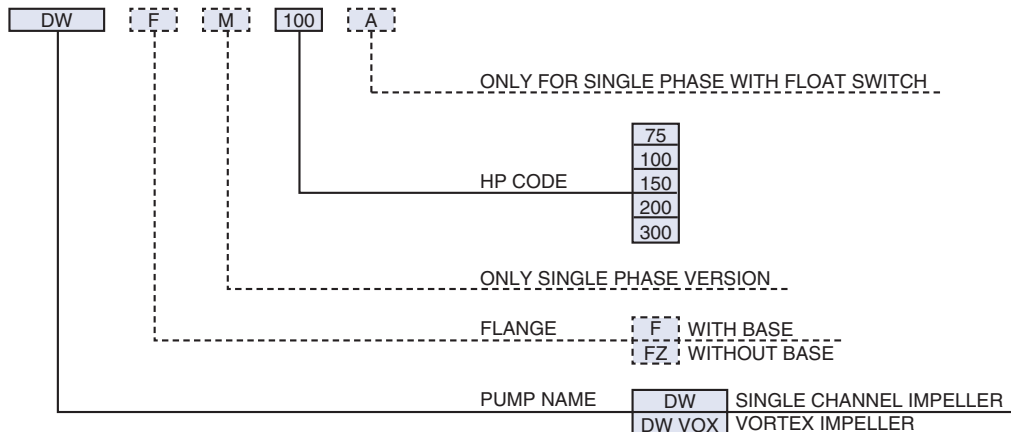 DW F M 100 A
ONLY FOR SINGLE PHASE WITH FLOAT SWITCH
75
100
HP CODE 150
200
300
ONLY SINGLE PHASE VERSION
FLANGE F WITH BASE
FZ WITHOUT BASE
PUMP NAME DW SINGLE CHANNEL IMPELLER
DW VOX VORTEX IMPELLER